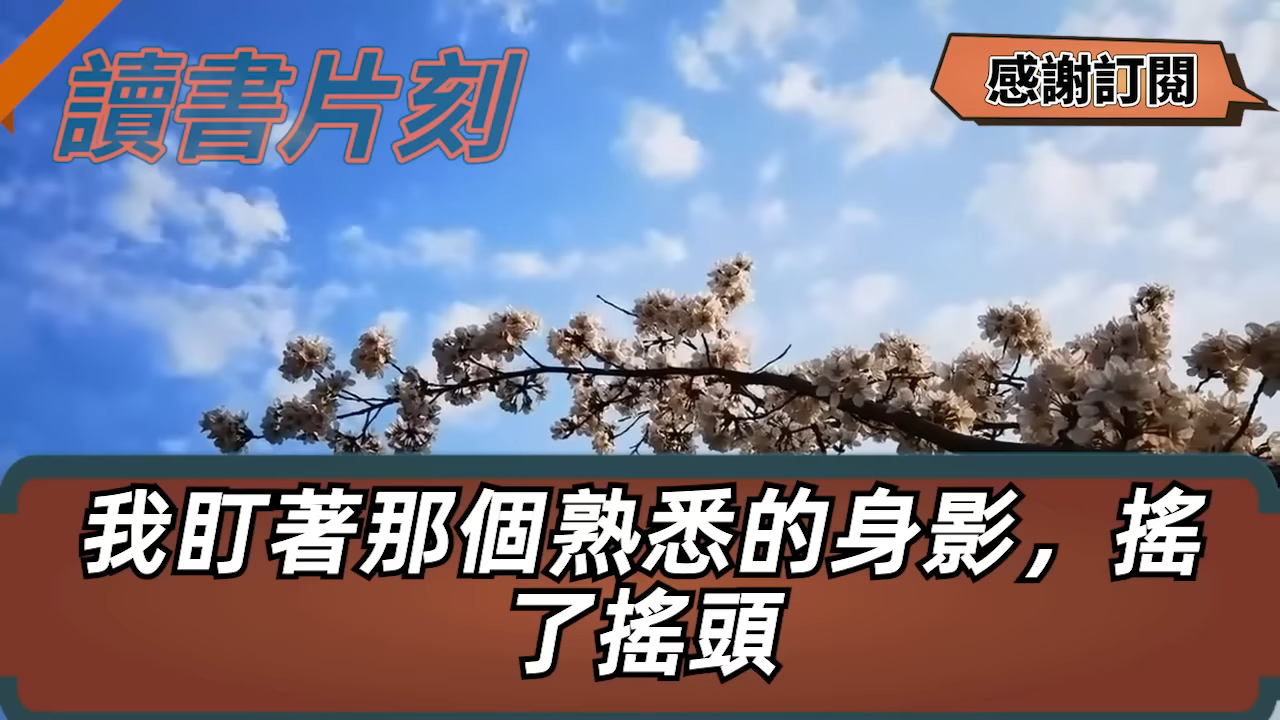 讀書片刻
感謝訂閱
我盯著那個熟悉的身影，搖
了搖頭